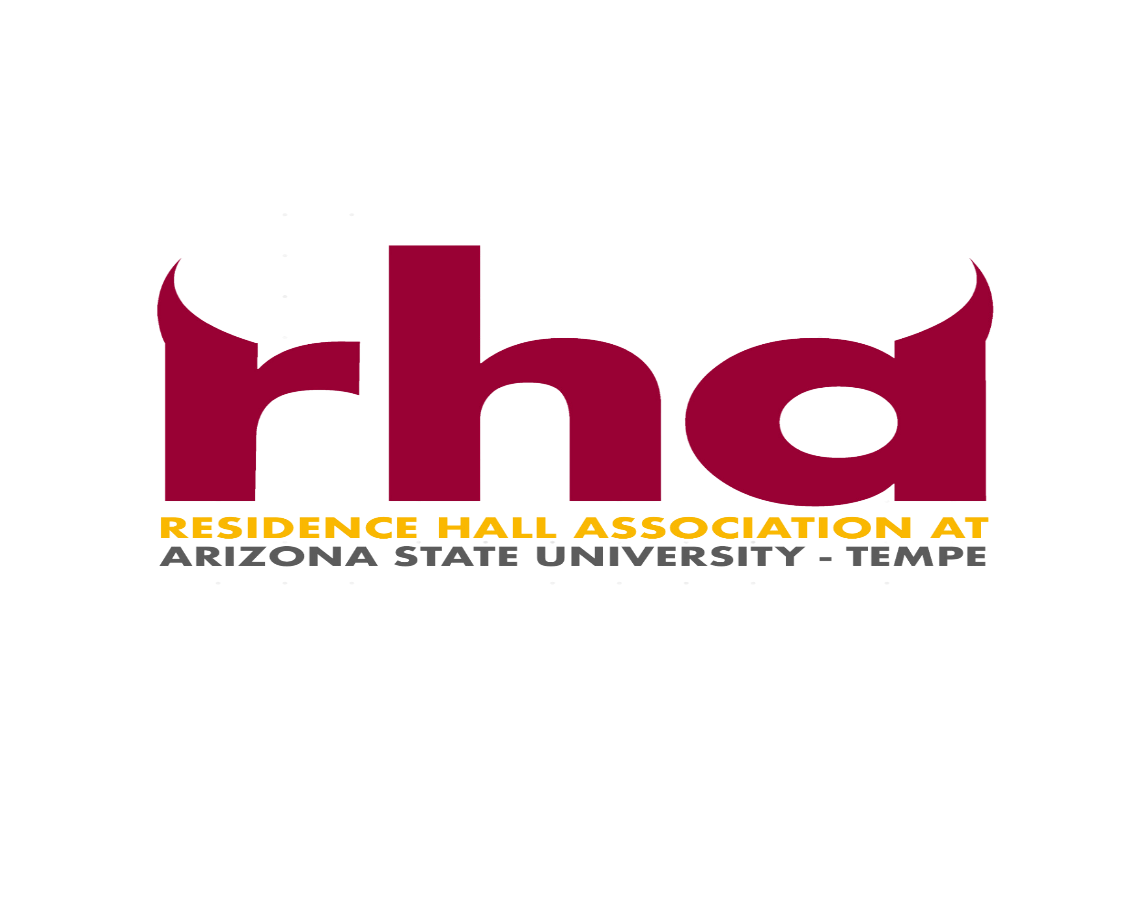 rha
RESIDENCE HALL ASSOCIATION AT
ARIZONA STATE UNIVERSITY - TEMPE